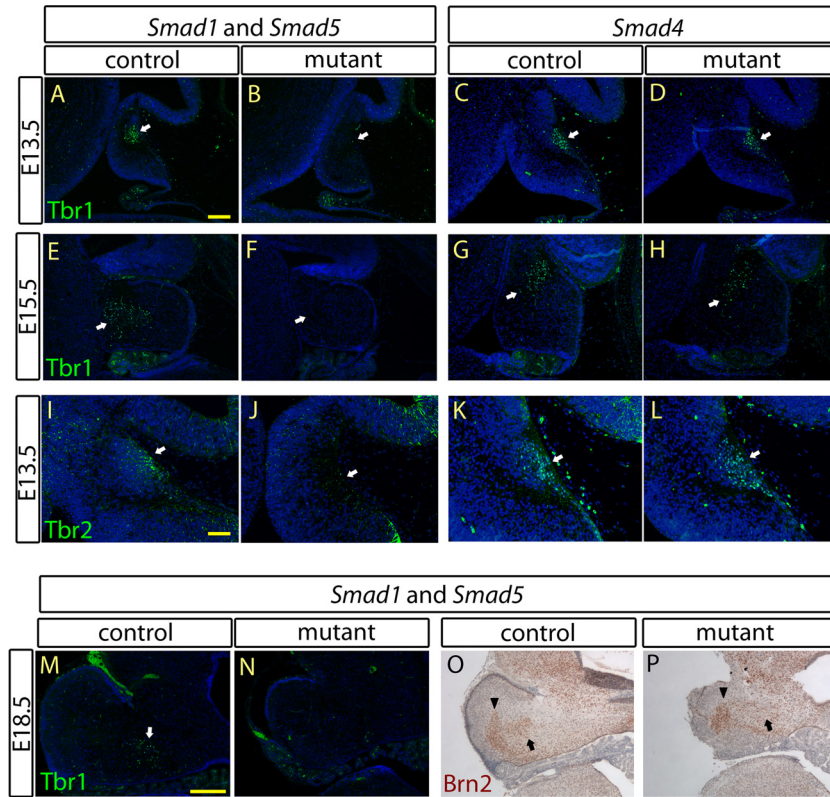 Smad1 and Smad5
Smad4
control
mutant
control
mutant
E13.5
A
B
C
D
Tbr1
E15.5
E
F
G
H
Tbr1
E13.5
I
J
K
L
Tbr2
Smad1 and Smad5
control
mutant
control
mutant
E18.5
M
N
O
P
Tbr1
Brn2